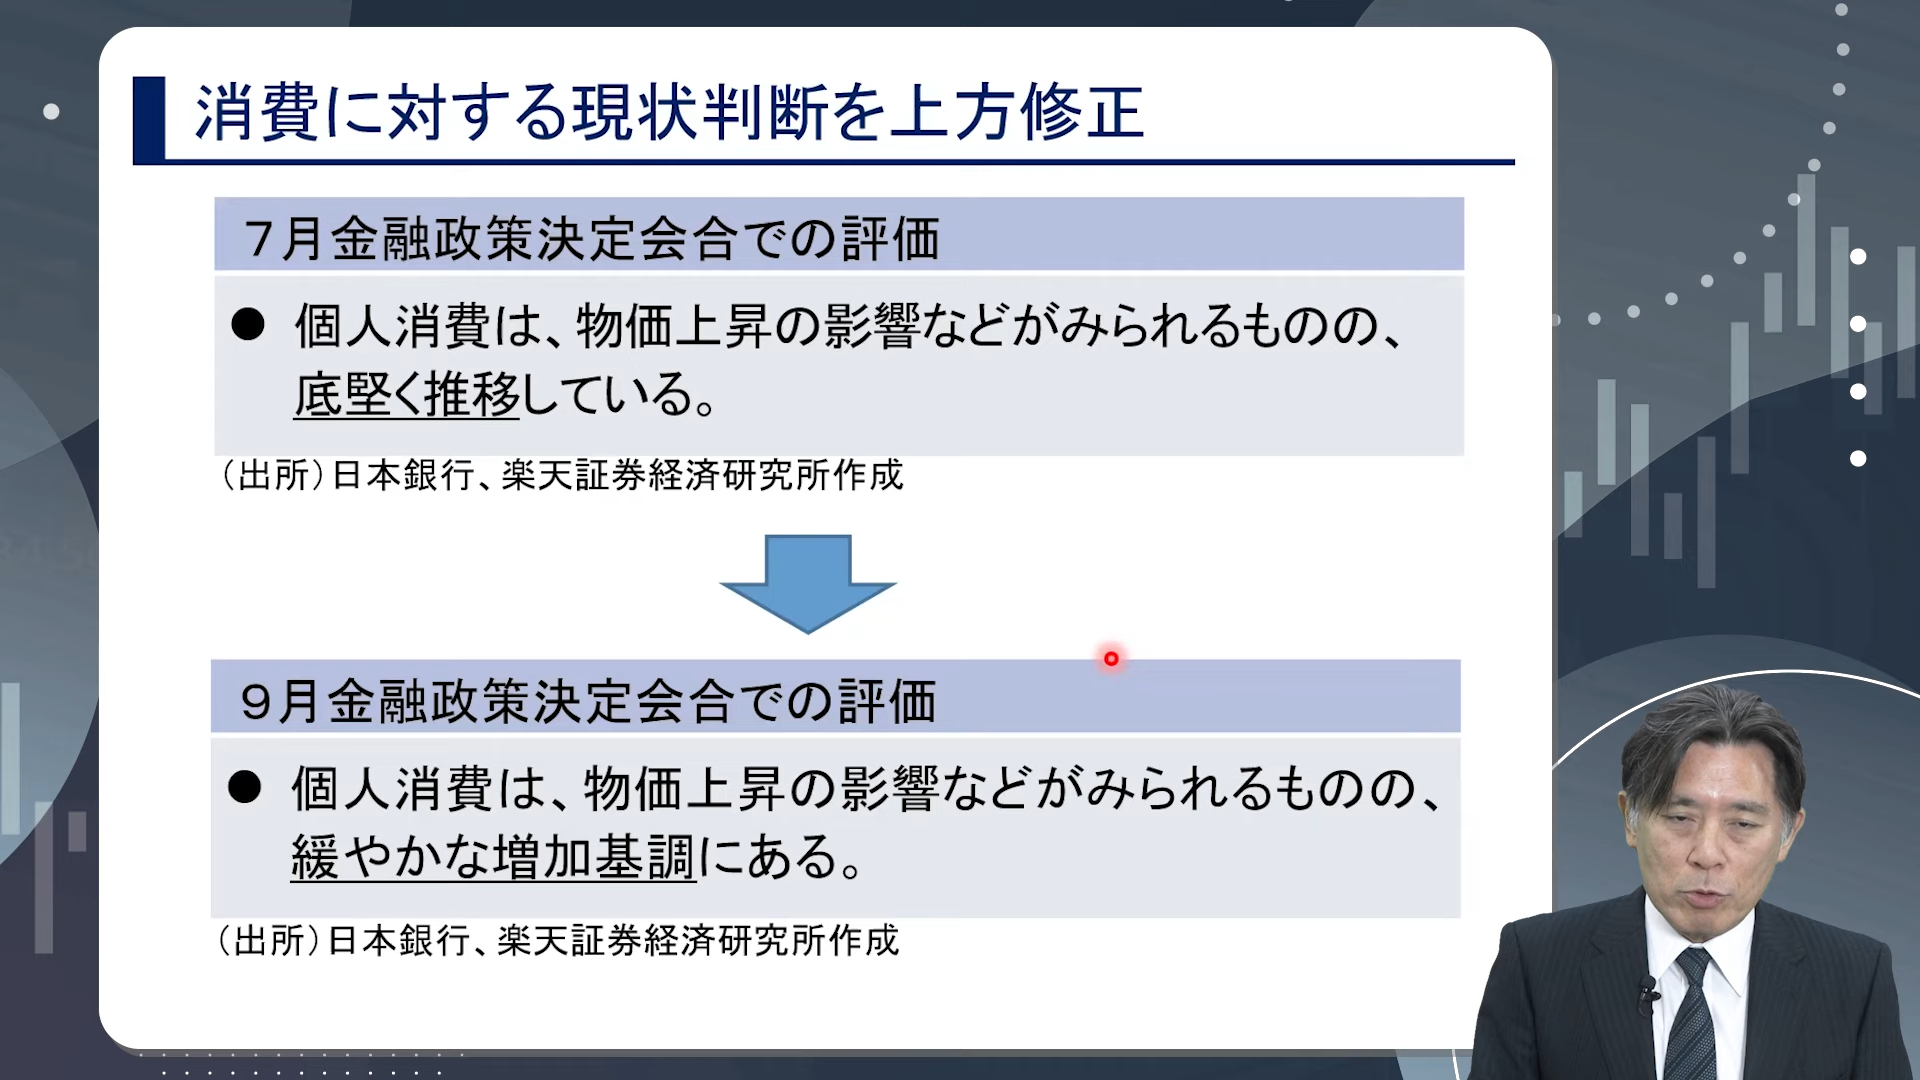 消費に対する現状判断を上方修正
７月金融政策決定会合での評価
● 個人消費は、物価上昇の影響などがみられるものの、
底堅く推移している。
（出所）日本銀行、楽天証券経済研究所作成
９月金融政策決定会合での評価
● 個人消費は、物価上昇の影響などがみられるものの、
緩やかな増加基調にある。
（出所）日本銀行、楽天証券経済研究所作成